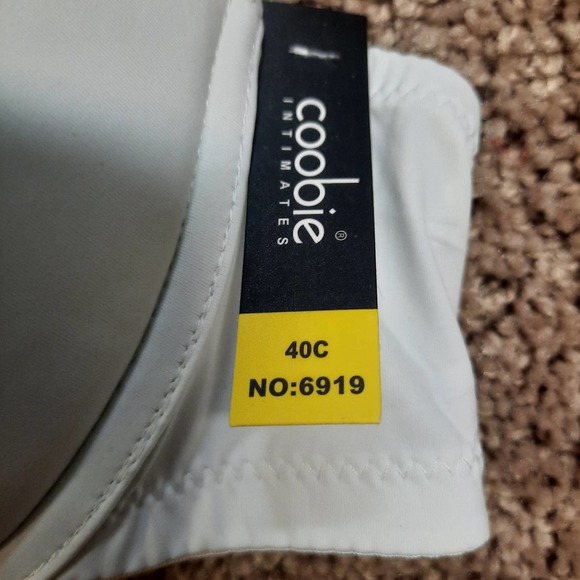 coobie®
INTIMATES
40C
NO:6919